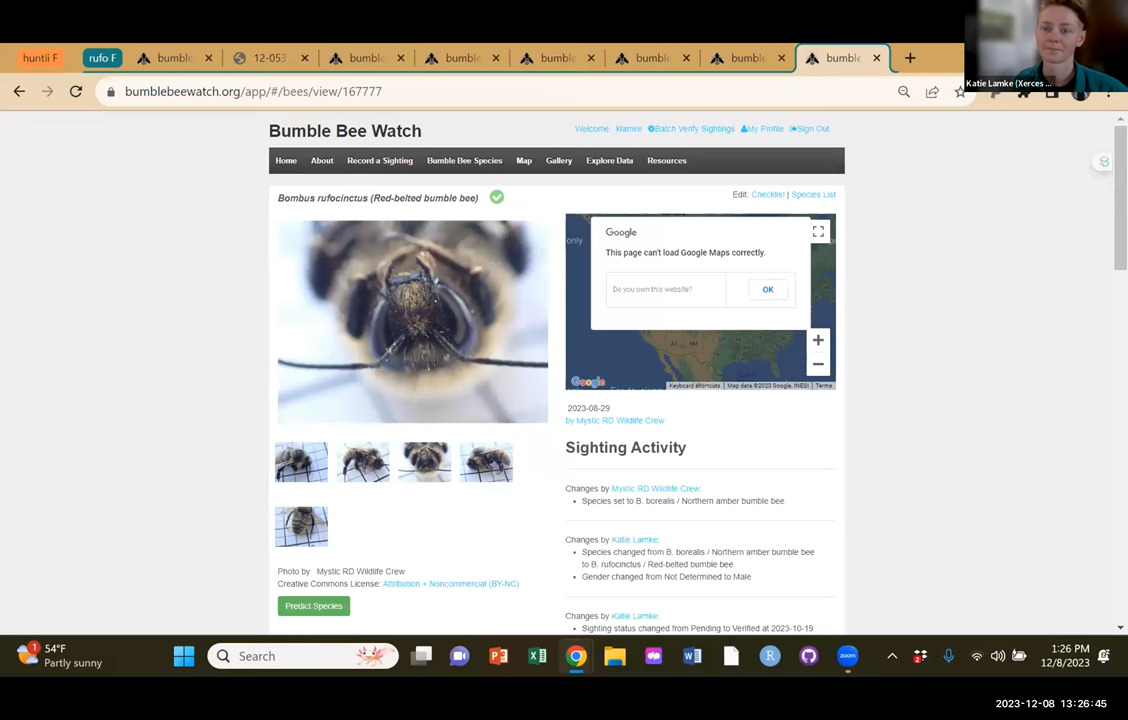 huntii F
rufo F
bumble
12-053
bumble
bumble
bumble
bumble
bumble
bumble
Katie Lamke (Xerces ...
bumblebeewatch.org/app/#/bees/view/167777
Bumble Bee Watch
Welcome, klamke Batch Verify Sightings My Profile Sign Out
Home About Record a Sighting Bumble Bee Species Map Gallery Explore Data Resources
Bombus rufocinctus (Red-belted bumble bee)
Edit: Checklist | Species List
only
Google
This page can't load Google Maps correctly.
Do you own this website?
OK
Google
Keyboard shortcuts Map data ©2023 Google, INEGI Terms
2023-08-29
by Mystic RD Wildlife Crew
Sighting Activity
Changes by Mystic RD Wildlife Crew:
• Species set to B. borealis / Northern amber bumble bee
Changes by Katie Lamke:
• Species changed from B. borealis / Northern amber bumble bee
to B. rufocinctus / Red-belted bumble bee
• Gender changed from Not Determined to Male
Changes by Katie Lamke:
• Sighting status changed from Pending to Verified at 2023-10-19
Photo by Mystic RD Wildlife Crew
Creative Commons License: Attribution + Noncommercial (BY-NC)
Predict Species
1
54°F
Partly sunny
Search
zoom
2
1:26 PM
12/8/2023
2023-12-08 13:26:45